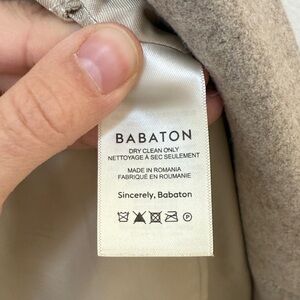 BABATON
DRY CLEAN ONLY
NETTOYAGE À SEC SEULEMENT
MADE IN ROMANIA
FABRIQUÉ EN ROUMANIE
Sincerely, Babaton
P